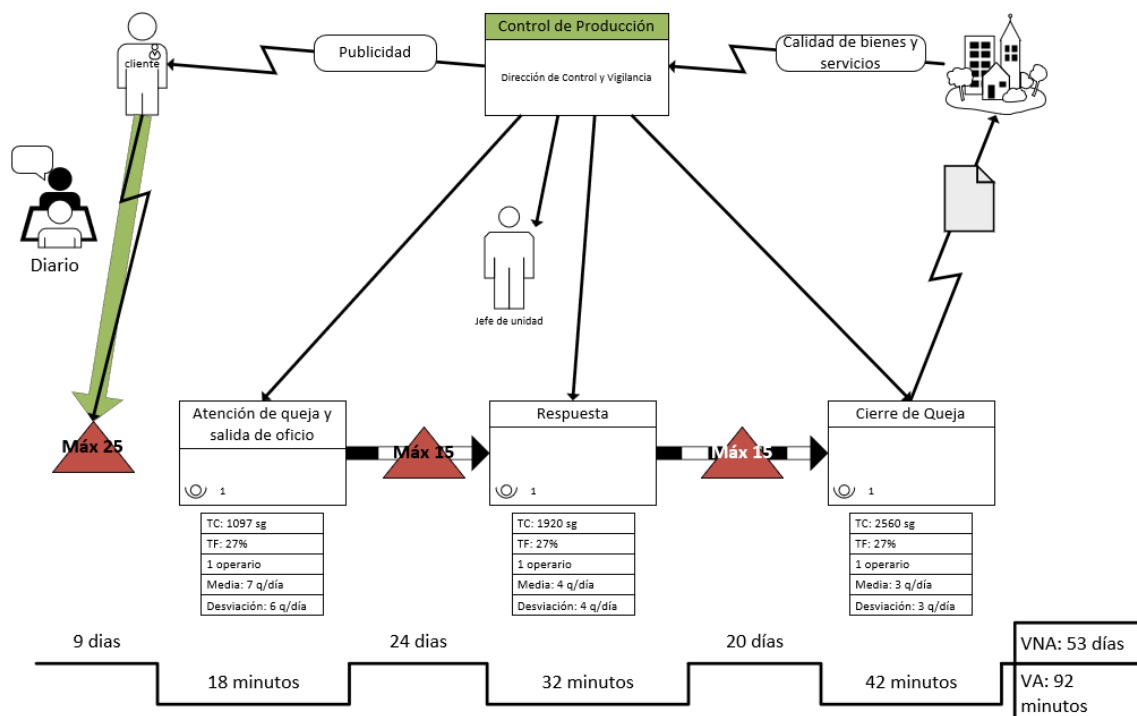 Control de Producción
Dirección de Control y Vigilancia
Publicidad
Calidad de bienes y
servicios
cliente
Diario
Jefe de unidad
Máx 25
Atención de queja y
salida de oficio
1
Máx 15
Respuesta
1
Máx 15
Cierre de Queja
1
TC: 1097 sg
TF: 27%
1 operario
Media: 7 q/día
Desviación: 6 q/día
TC: 1920 sg
TF: 27%
1 operario
Media: 4 q/día
Desviación: 4 q/día
TC: 2560 sg
TF: 27%
1 operario
Media: 3 q/día
Desviación: 3 q/día
9 dias
24 dias
20 días
VNA: 53 días
18 minutos
32 minutos
42 minutos
VA: 92
minutos